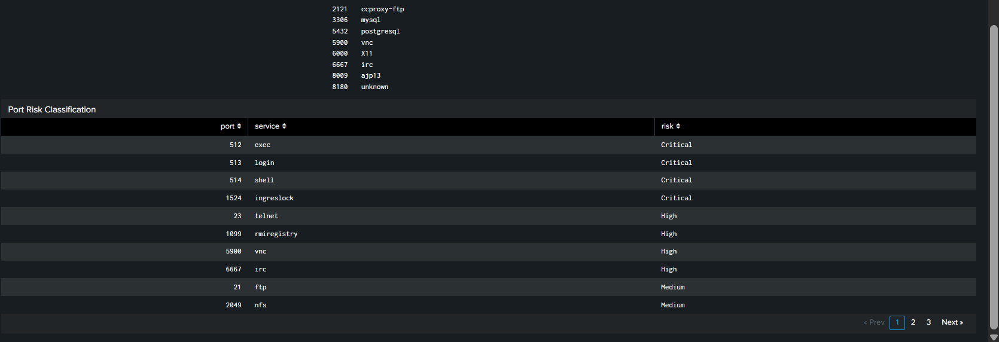 2121 ccproxy-ftp
3306 mysql
5432 postgresql
5900 vnc
6000 X11
6667 irc
8009 ajp13
8180 unknown
Port Risk Classification
port service risk
512 exec Critical
513 login Critical
514 shell Critical
1524 ingreslock Critical
23 telnet High
1099 rmiregistry High
5900 vnc High
6667 irc High
21 ftp Medium
2049 nfs Medium
« Prev 1 2 3 Next »